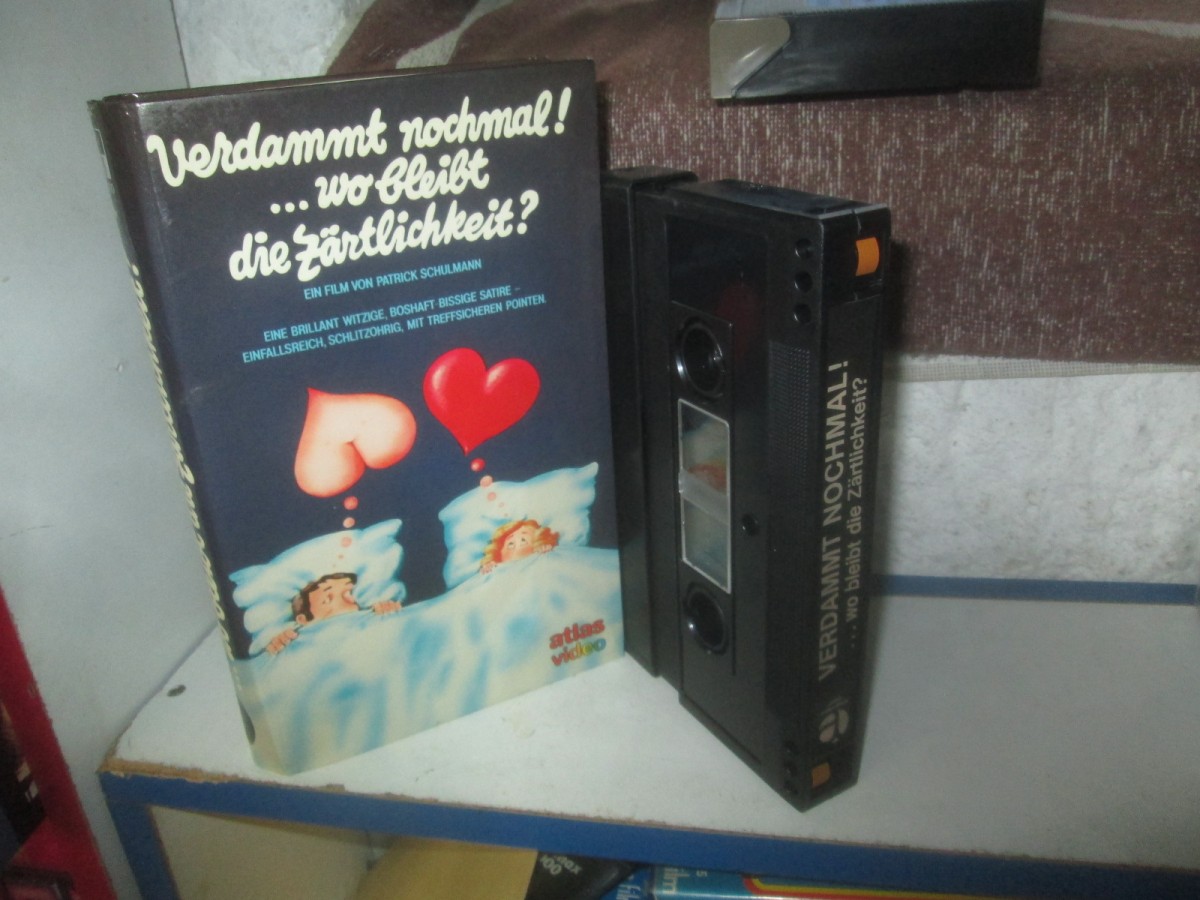 Verdammt nochmal!
... wo bleibt
die Zärtlichkeit?
EIN FILM VON PATRICK SCHULMANN
EINE BRILLANT WITZIGE, BOSHAFT-BISSIGE SATIRE –
EINFALLSREICH, SCHLITZOHRIG, MIT TREFFSICHEREN POINTEN.
atlas
video
VERDAMMT NOCHMAL!
...wo bleibt die Zärtlichkeit?